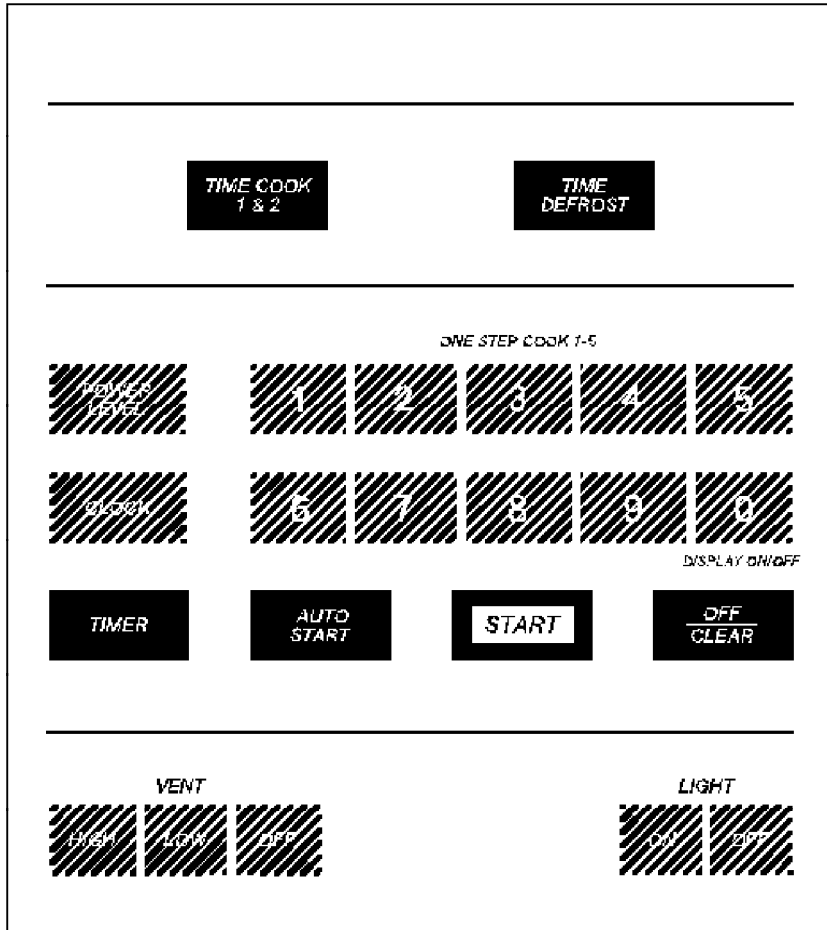 TIME COOK
1 & 2
TIME
DEFROST
ONE STEP COOK 1-5
POWER
LEVEL
1 2 3 4 5
CLOCK
6 7 8 9 0
DISPLAY ON/OFF
TIMER
AUTO
START
START
OFF
CLEAR
VENT
LIGHT
HIGH LOW OFF
ON OFF